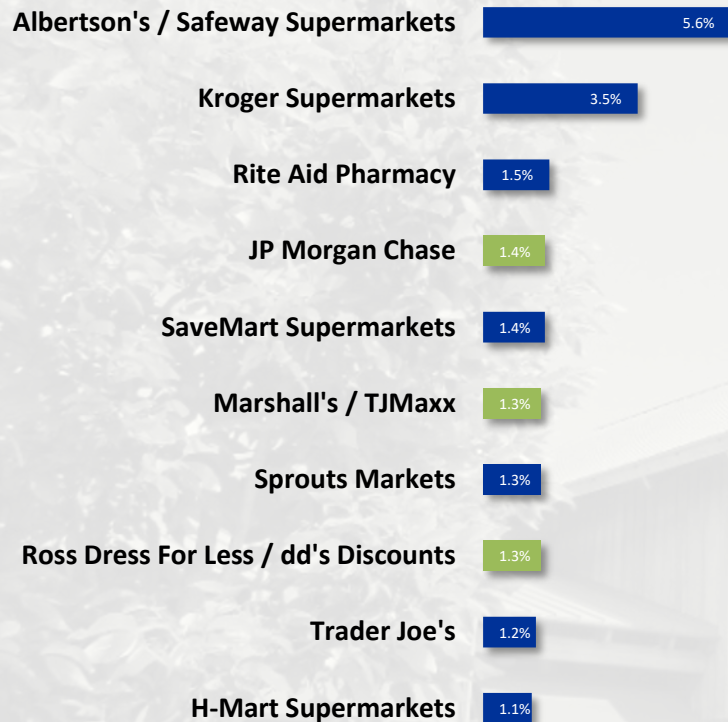 Albertson's / Safeway Supermarkets 5.6%
Kroger Supermarkets 3.5%
Rite Aid Pharmacy 1.5%
JP Morgan Chase 1.4%
SaveMart Supermarkets 1.4%
Marshall's / TJMaxx 1.3%
Sprouts Markets 1.3%
Ross Dress For Less / dd's Discounts 1.3%
Trader Joe's 1.2%
H-Mart Supermarkets 1.1%